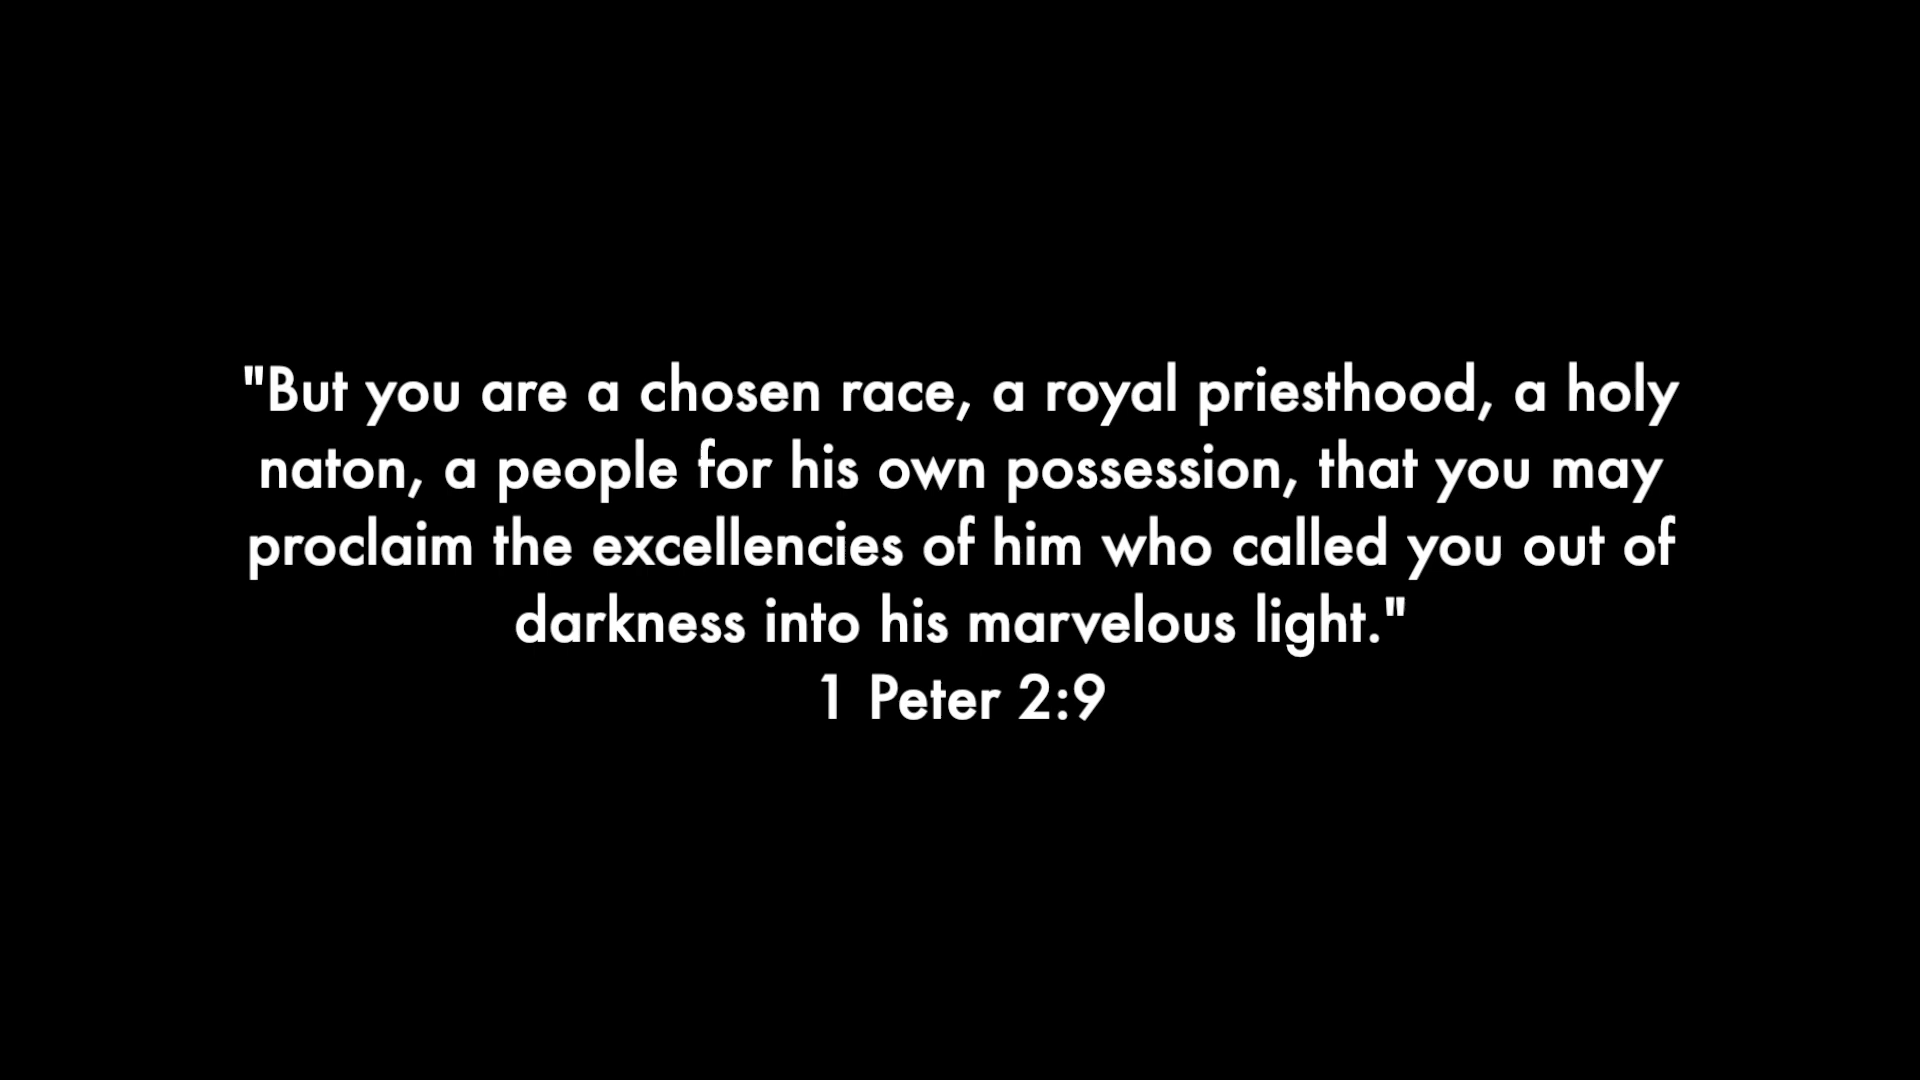 "But you are a chosen race, a royal priesthood, a holy
naton, a people for his own possession, that you may
proclaim the excellencies of him who called you out of
darkness into his marvelous light."
1 Peter 2:9